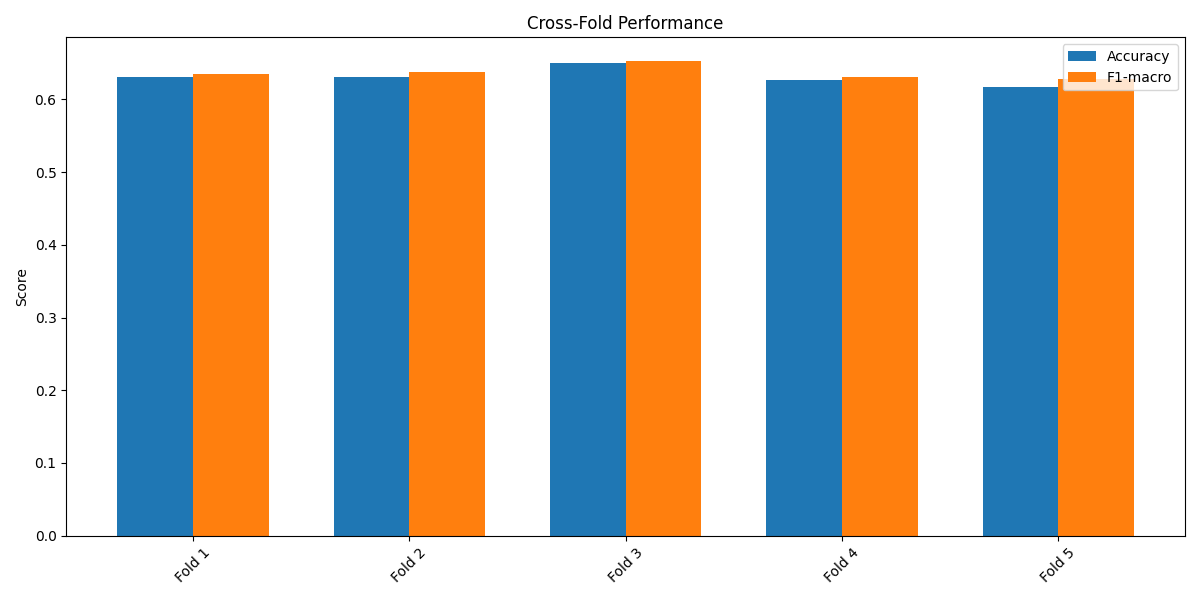 Cross-Fold Performance
Accuracy
F1-macro
Score
0.6
0.5
0.4
0.3
0.2
0.1
0.0
Fold 1
Fold 2
Fold 3
Fold 4
Fold 5